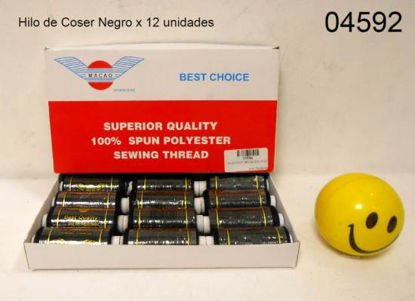 Hilo de Coser Negro x 12 unidades
04592
MACAO
BEST CHOICE
SUPERIOR QUALITY
100% SPUN POLYESTER
SEWING THREAD